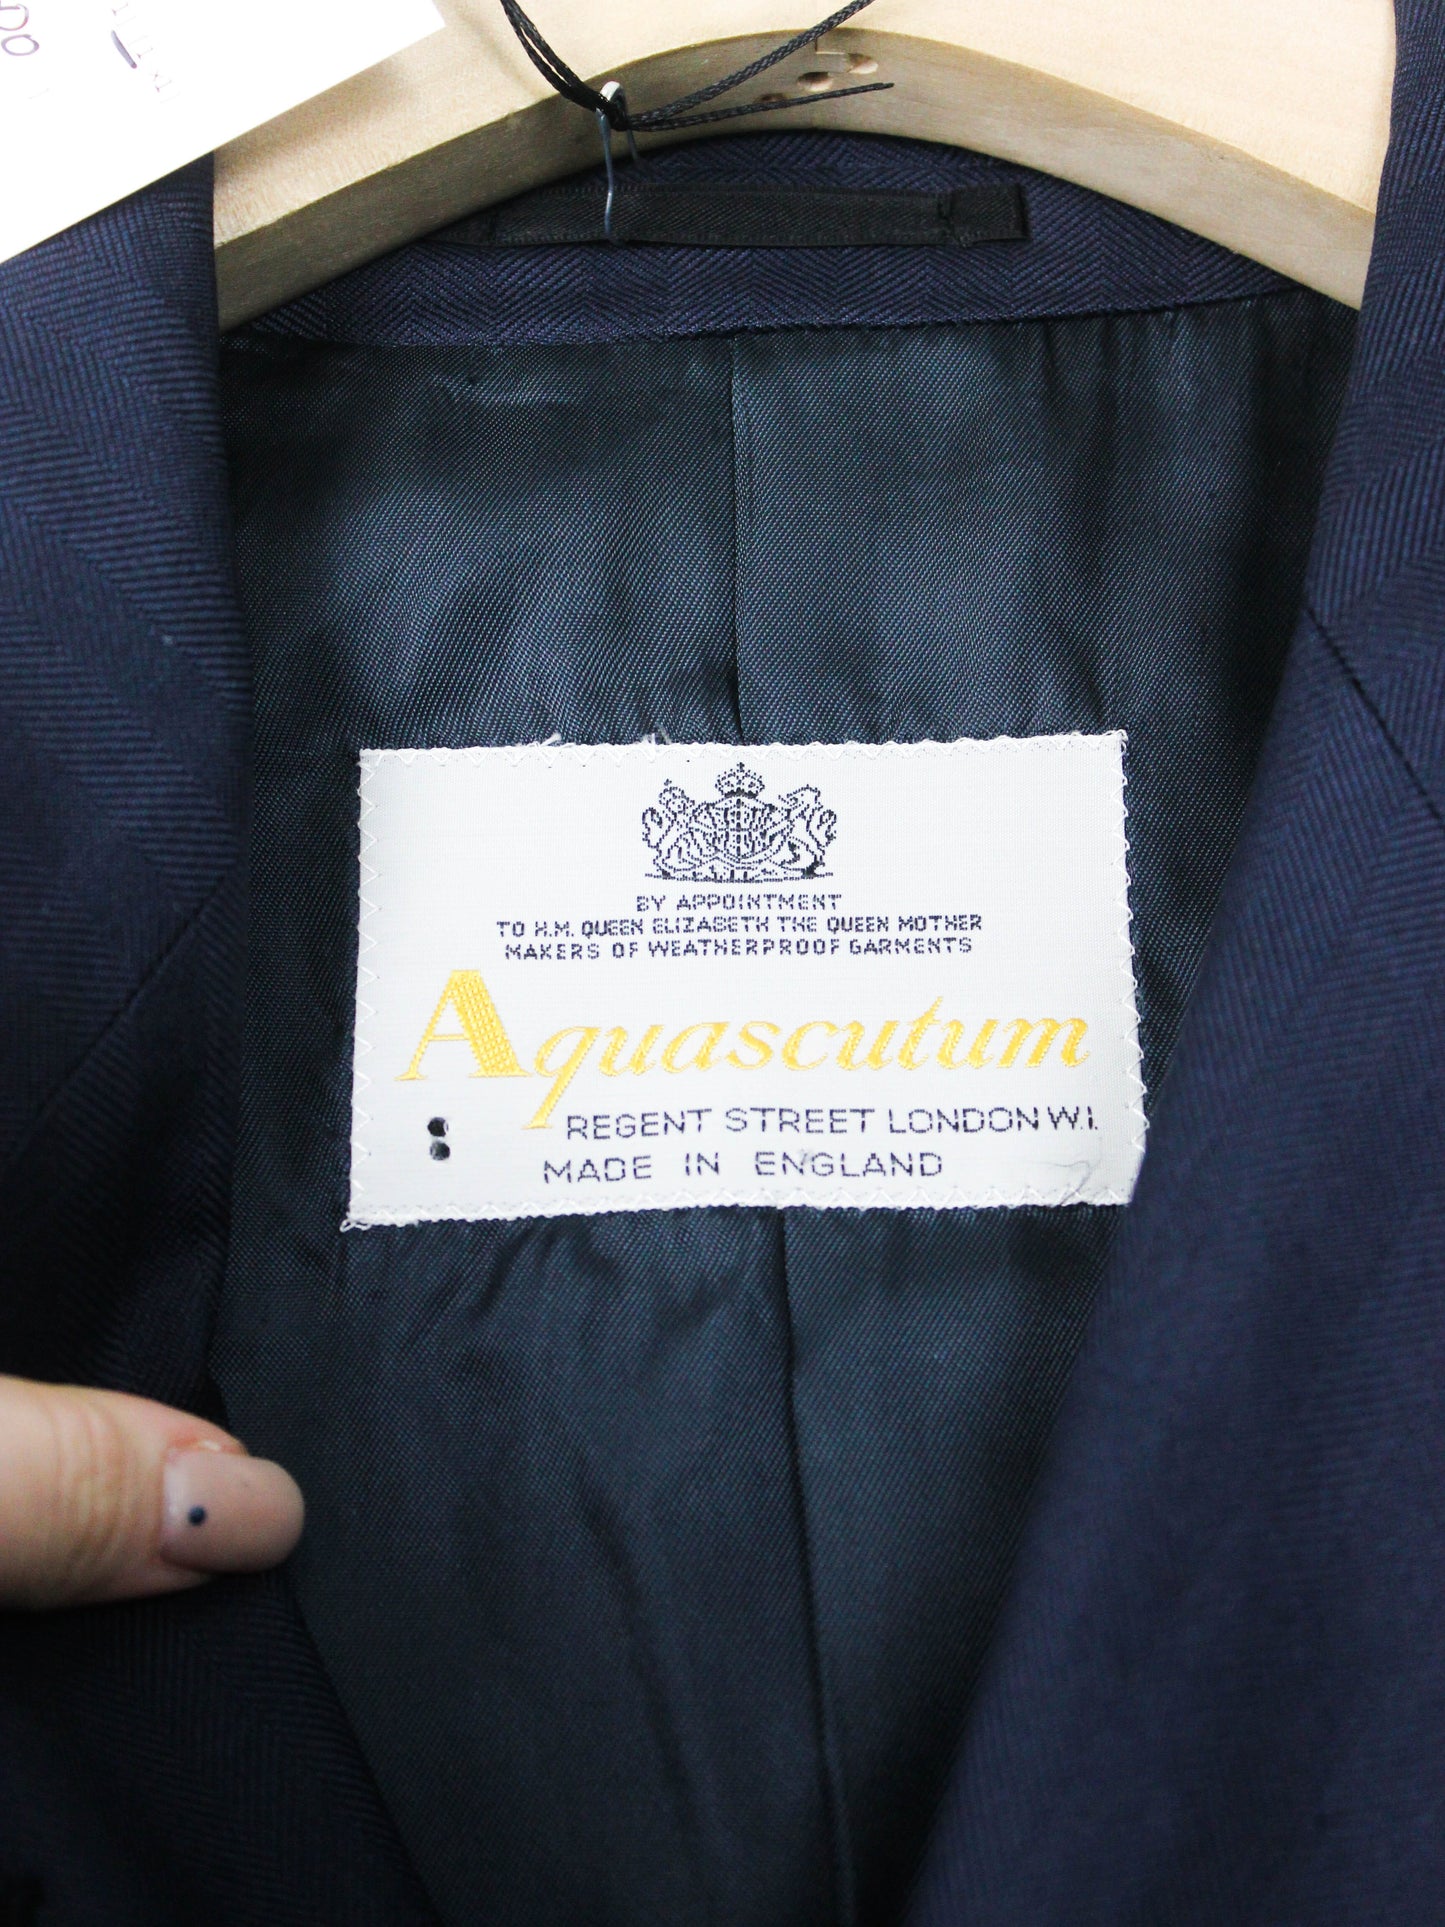 BY APPOINTMENT
TO H.M. QUEEN ELIZABETH THE QUEEN MOTHER
MAKERS OF WEATHERPROOF GARMENTS
Aquascutum
REGENT STREET LONDON W.I.
MADE IN ENGLAND